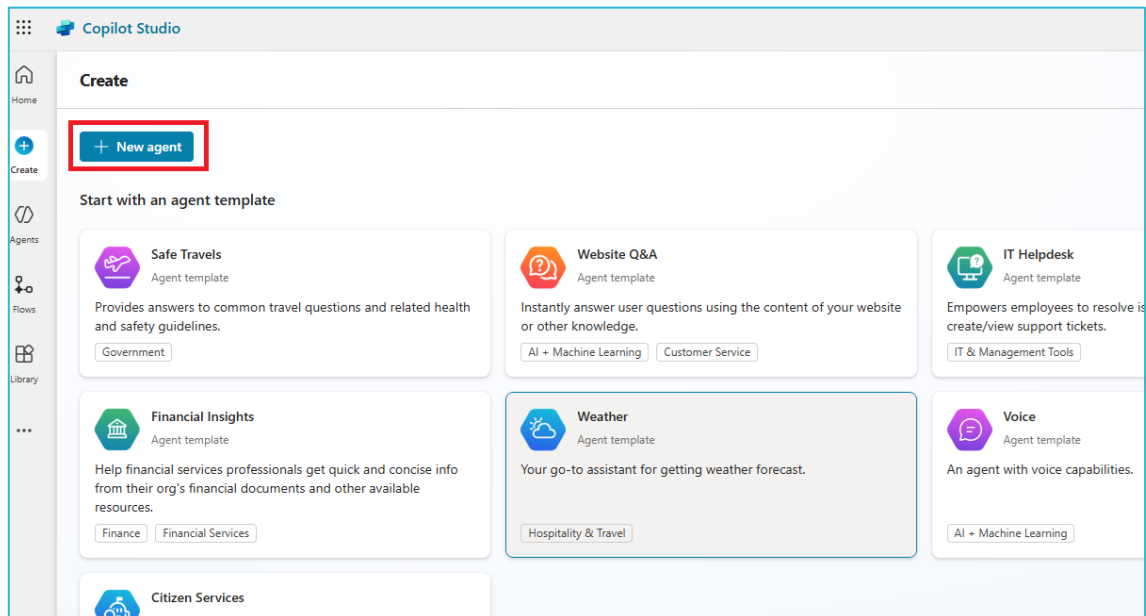 Copilot Studio
Home
Create
Agents
Flows
Library
Create
New agent
Start with an agent template
Safe Travels
Agent template
Provides answers to common travel questions and related health
and safety guidelines.
Government
Website Q&A
Agent template
Instantly answer user questions using the content of your website
or other knowledge.
AI + Machine Learning
Customer Service
IT Helpdesk
Agent template
Empowers employees to resolve
create/view support tickets.
IT & Management Tools
Financial Insights
Agent template
Help financial services professionals get quick and concise info
from their org's financial documents and other available
resources.
Finance
Financial Services
Weather
Agent template
Your go-to assistant for getting weather forecast.
Hospitality & Travel
Voice
Agent template
An agent with voice capabilities.
AI + Machine Learning
Citizen Services